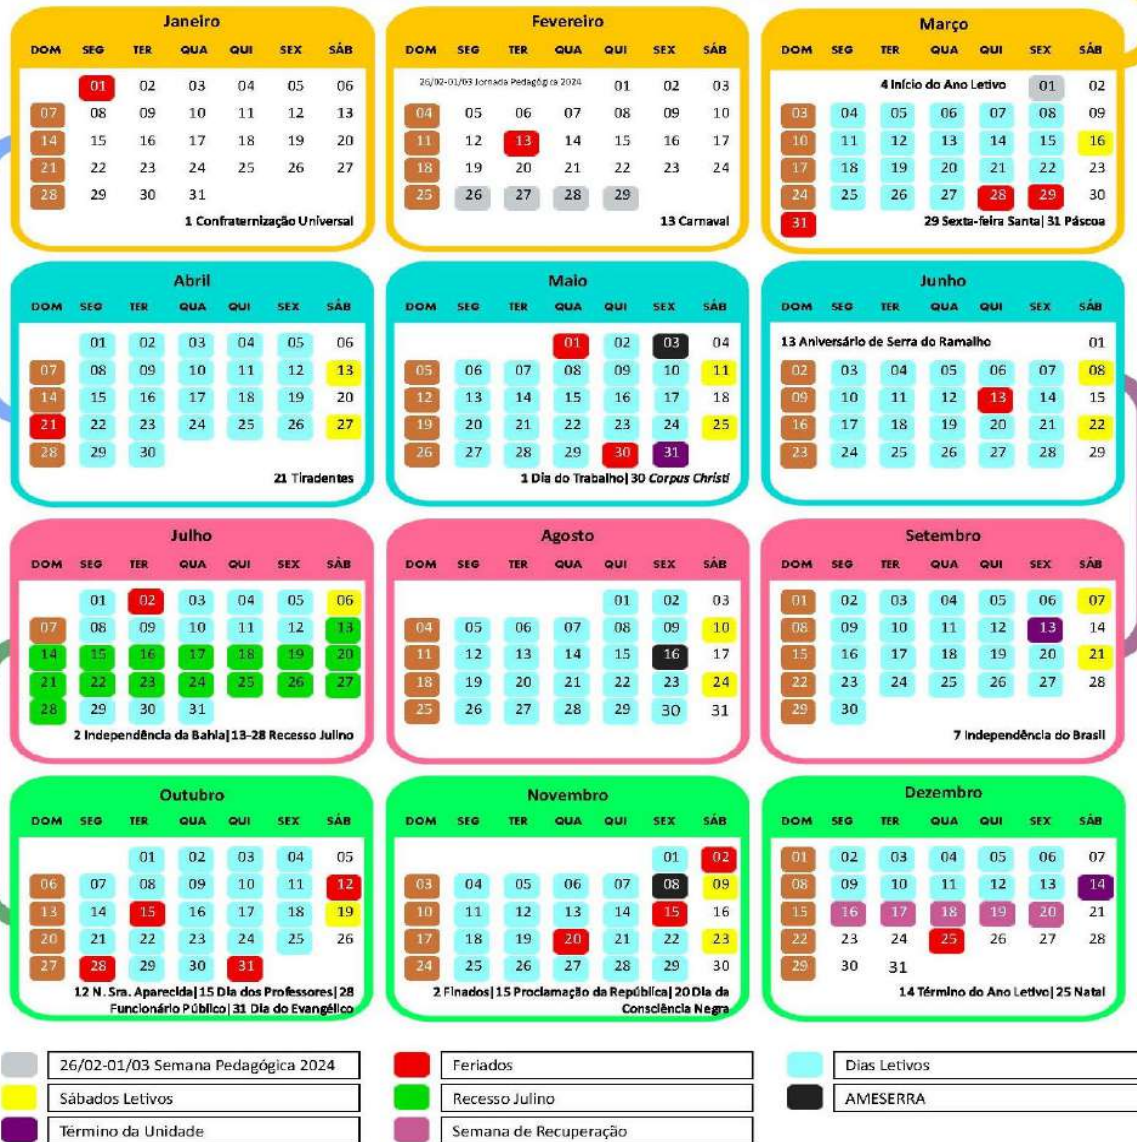 Janeiro
DOM SEG TER QUA QUI SEX SÁB
01 02 03 04 05 06
07 08 09 10 11 12 13
14 15 16 17 18 19 20
21 22 23 24 25 26 27
28 29 30 31
1 Confraternização Universal
Fevereiro
DOM SEG TER QUA QUI SEX SÁB
26/02-01/03 Jornada Pedagógica 2024 01 02 03
04 05 06 07 08 09 10
11 12 13 14 15 16 17
18 19 20 21 22 23 24
25 26 27 28 29
13 Carnaval
Março
DOM SEG TER QUA QUI SEX SÁB
4 Início do Ano Letivo 01 02
03 04 05 06 07 08 09
10 11 12 13 14 15 16
17 18 19 20 21 22 23
24 25 26 27 28 29 30
31 29 Sexta-feira Santa| 31 Páscoa
Abril
DOM SEG TER QUA QUI SEX SÁB
01 02 03 04 05 06
07 08 09 10 11 12 13
14 15 16 17 18 19 20
21 22 23 24 25 26 27
28 29 30
21 Tiradentes
Maio
DOM SEG TER QUA QUI SEX SÁB
01 02 03 04
05 06 07 08 09 10 11
12 13 14 15 16 17 18
19 20 21 22 23 24 25
26 27 28 29 30 31
1 Dia do Trabalho| 30 Corpus Christi
Junho
DOM SEG TER QUA QUI SEX SÁB
13 Aniversário de Serra do Ramalho 01
02 03 04 05 06 07 08
09 10 11 12 13 14 15
16 17 18 19 20 21 22
23 24 25 26 27 28 29
Julho
DOM SEG TER QUA QUI SEX SÁB
01 02 03 04 05 06
07 08 09 10 11 12 13
14 15 16 17 18 19 20
21 22 23 24 25 26 27
28 29 30 31
2 Independência da Bahia|13-28 Recesso Julino
Agosto
DOM SEG TER QUA QUI SEX SÁB
01 02 03
04 05 06 07 08 09 10
11 12 13 14 15 16 17
18 19 20 21 22 23 24
25 26 27 28 29 30 31
Setembro
DOM SEG TER QUA QUI SEX SÁB
01 02 03 04 05 06 07
08 09 10 11 12 13 14
15 16 17 18 19 20 21
22 23 24 25 26 27 28
29 30
7 Independência do Brasil
Outubro
DOM SEG TER QUA QUI SEX SÁB
01 02 03 04 05
06 07 08 09 10 11 12
13 14 15 16 17 18 19
20 21 22 23 24 25 26
27 28 29 30 31
12 N. Sra. Aparecida|15 Dia dos Professores|28
Funcionário Público| 31 Dia do Evangélico
Novembro
DOM SEG TER QUA QUI SEX SÁB
01 02
03 04 05 06 07 08 09
10 11 12 13 14 15 16
17 18 19 20 21 22 23
24 25 26 27 28 29 30
2 Finados|15 Proclamação da República|20 Dia da
Consciência Negra
Dezembro
DOM SEG TER QUA QUI SEX SÁB
01 02 03 04 05 06 07
08 09 10 11 12 13 14
15 16 17 18 19 20 21
22 23 24 25 26 27 28
29 30 31
14 Término do Ano Letivo| 25 Natal
26/02-01/03 Semana Pedagógica 2024
Sábados Letivos
Término da Unidade
Feriados
Recesso Julino
Semana de Recuperação
Dias Letivos
AMESERRA